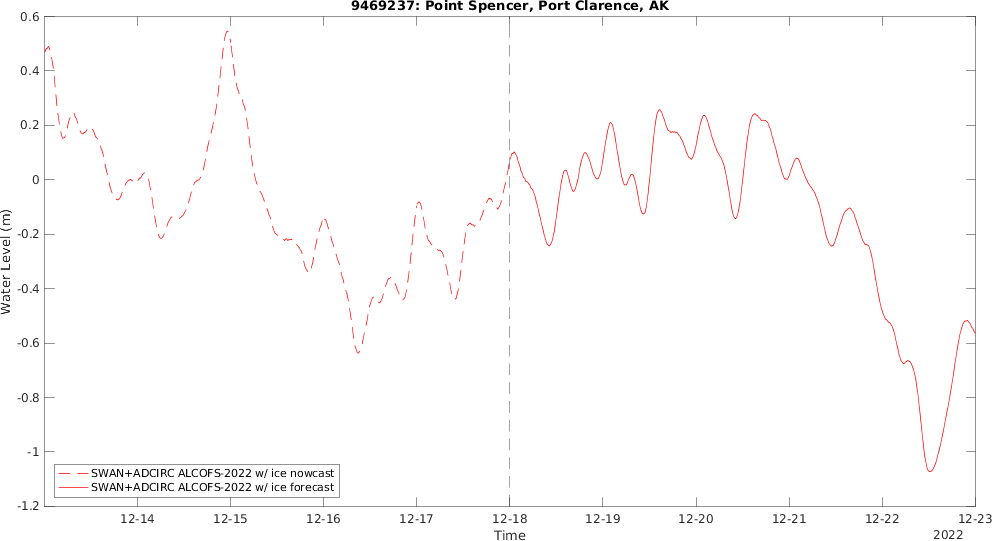 9469237: Point Spencer, Port Clarence, AK
0.6
0.4
0.2
0
-0.2
-0.4
-0.6
-0.8
-1
-1.2
Water Level (m)
SWAN+ADCIRC ALCOFS-2022 w/ ice nowcast
SWAN+ADCIRC ALCOFS-2022 w/ ice forecast
12-14 12-15 12-16 12-17 12-18 12-19 12-20 12-21 12-22 12-23
Time
2022